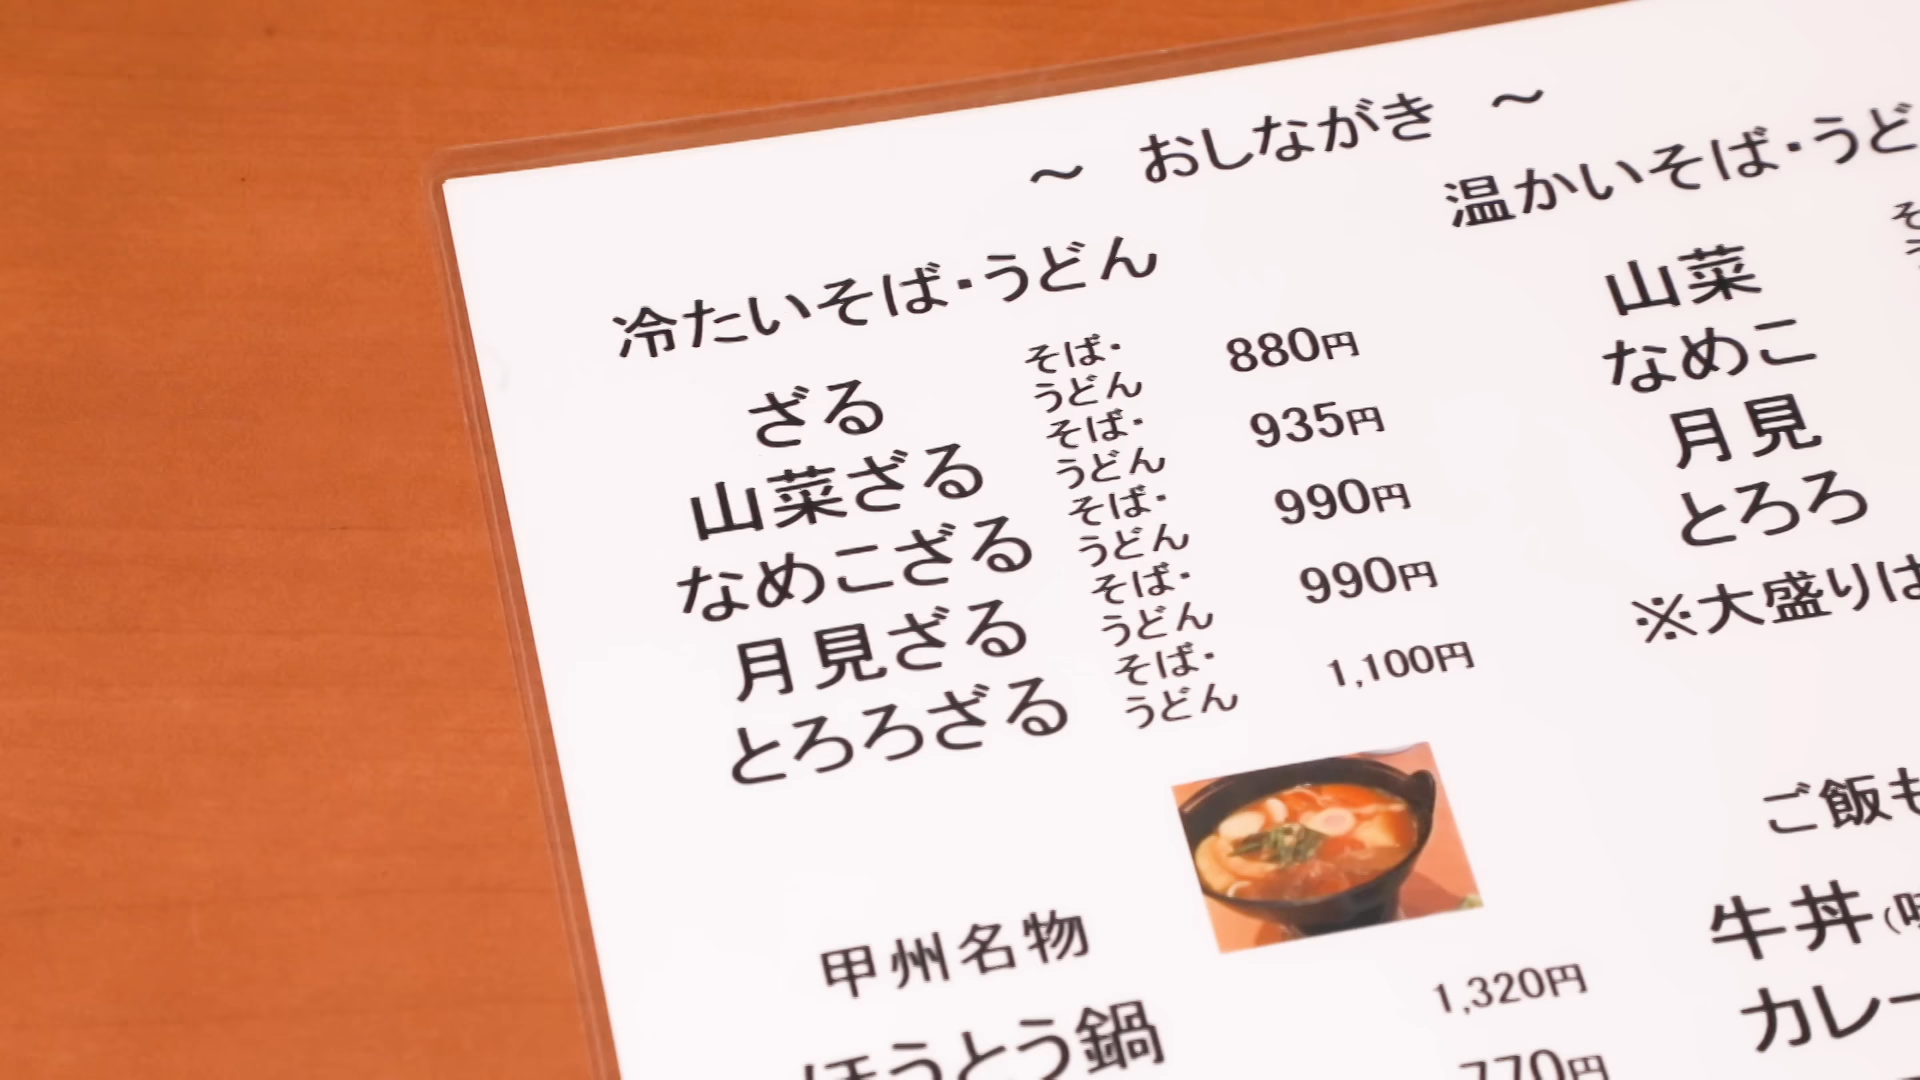 ～ おしながき ～
冷たいそば・うどん
ざる そば・うどん 880円
山菜ざる そば・うどん 935円
なめこざる そば・うどん 990円
月見ざる そば・うどん 990円
とろろざる そば・うどん 1,100円
甲州名物
ほうとう鍋 1,320円
770円
温かいそば・うど
山菜
なめこ
月見
とろろ
※大盛りは
ご飯も
牛丼
カレー